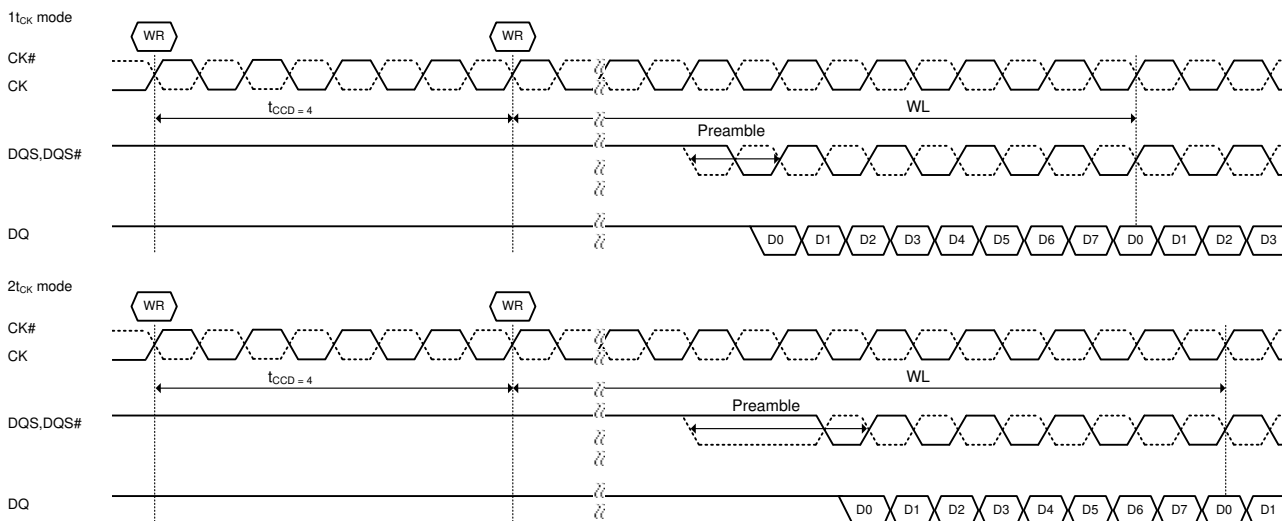 1tCK mode
WR WR
CK#
CK
tCCD = 4 WL
Preamble
DQS,DQS#
DQ D0 D1 D2 D3 D4 D5 D6 D7 D0 D1 D2 D3
2tCK mode
WR WR
CK#
CK
tCCD = 4 WL
Preamble
DQS,DQS#
DQ D0 D1 D2 D3 D4 D5 D6 D7 D0 D1